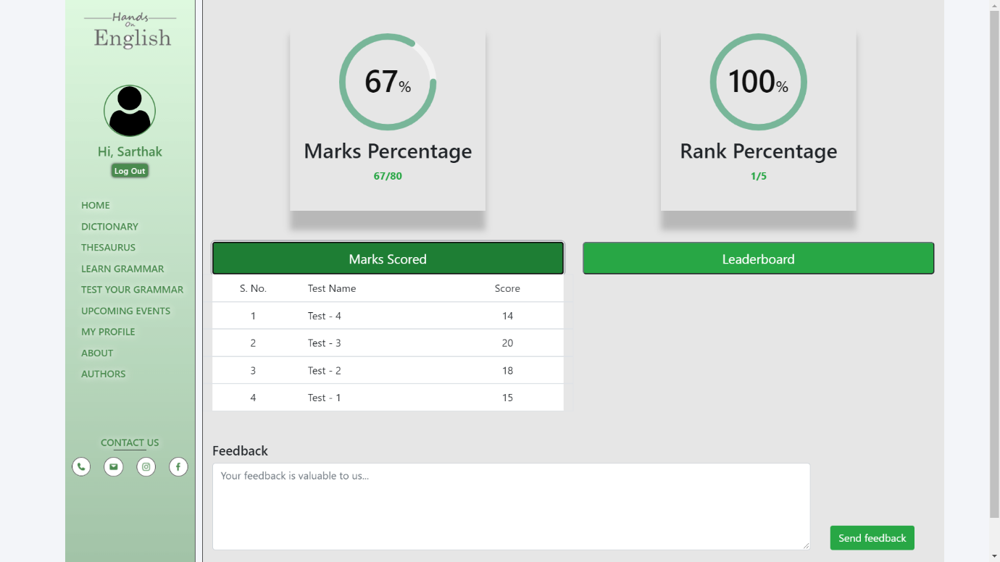 Hands
On
English
Hi, Sarthak
Log Out
HOME
DICTIONARY
THESAURUS
LEARN GRAMMAR
TEST YOUR GRAMMAR
UPCOMING EVENTS
MY PROFILE
ABOUT
AUTHORS
CONTACT US
67%
Marks Percentage
67/80
100%
Rank Percentage
1/5
Marks Scored
Leaderboard
S. No. Test Name Score
1 Test - 4 14
2 Test - 3 20
3 Test - 2 18
4 Test - 1 15
Feedback
Your feedback is valuable to us...
Send feedback